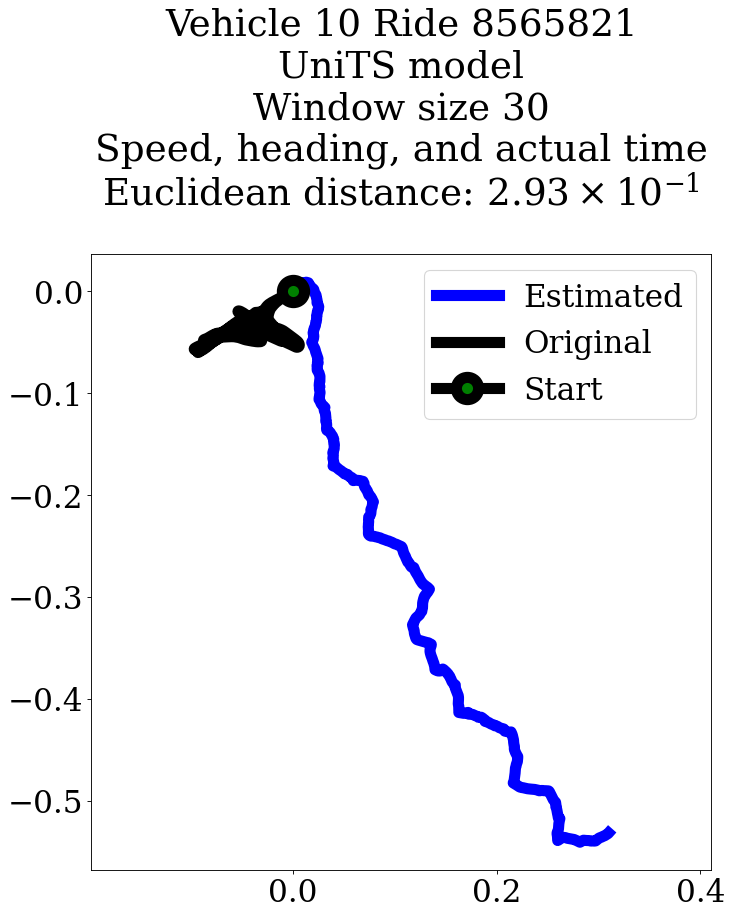 Vehicle 10 Ride 8565821
UniTS model
Window size 30
Speed, heading, and actual time
Euclidean distance: 2.93 × 10⁻¹
Estimated
Original
Start
0.0
−0.1
−0.2
−0.3
−0.4
−0.5
0.0 0.2 0.4